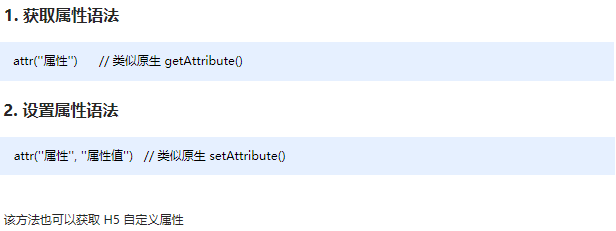 1. 获取属性语法
attr(''属性'') // 类似原生 getAttribute()
2. 设置属性语法
attr(''属性'', ''属性值'') // 类似原生 setAttribute()
该方法也可以获取 H5 自定义属性